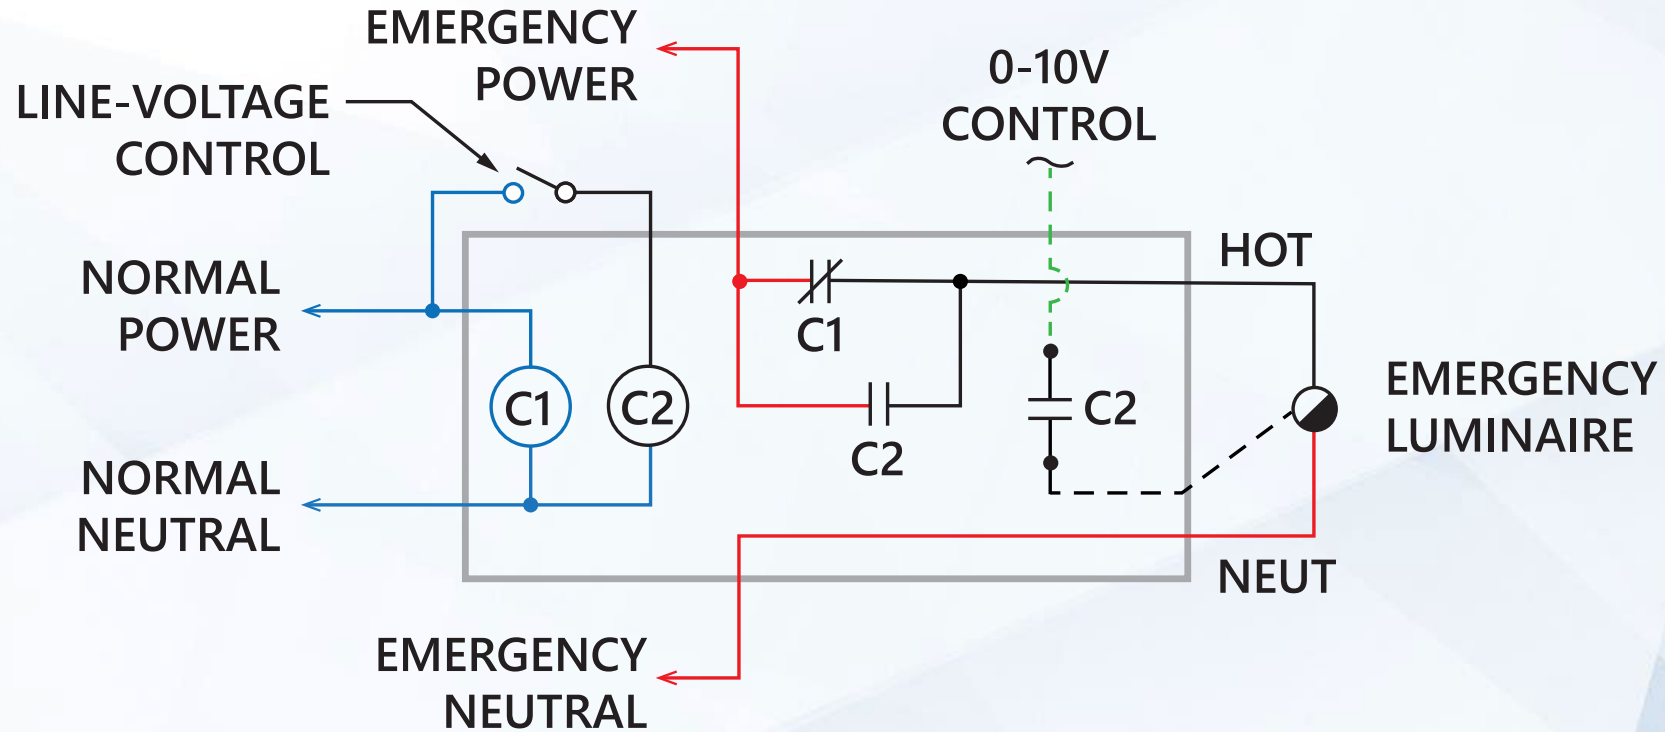 EMERGENCY
POWER
0-10V
CONTROL
LINE-VOLTAGE
CONTROL
HOT
NORMAL
POWER
C1
C1
C2
C2
C2
EMERGENCY
LUMINAIRE
NORMAL
NEUTRAL
NEUT
EMERGENCY
NEUTRAL